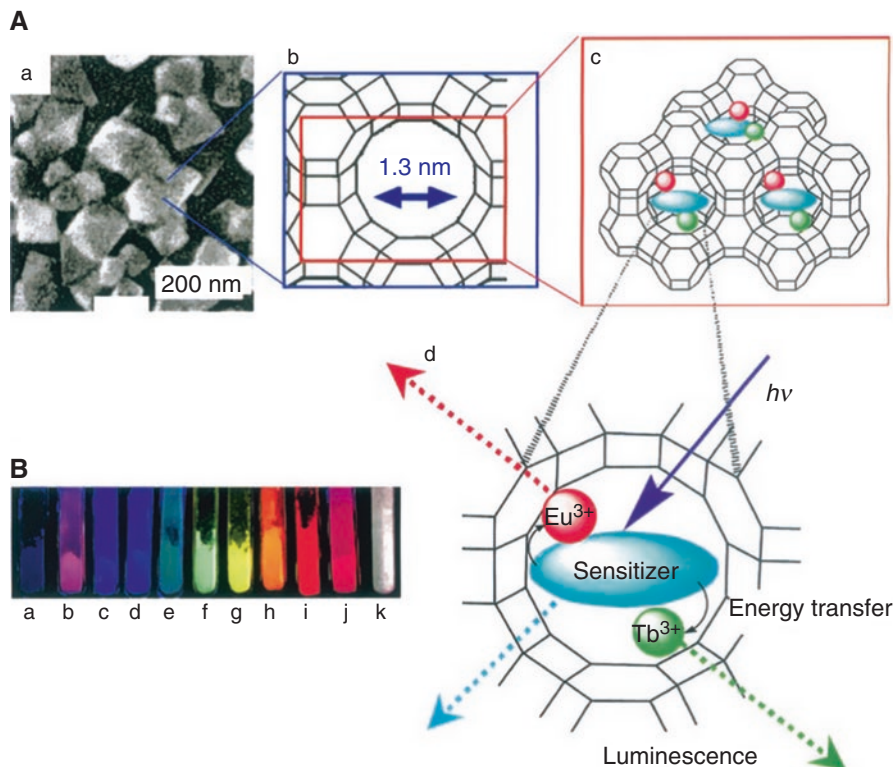 A
a
200 nm
b
1.3 nm
c
d
hν
Eu3+
Sensitizer
Energy transfer
Tb3+
Luminescence
B
a b c d e f g h i j k